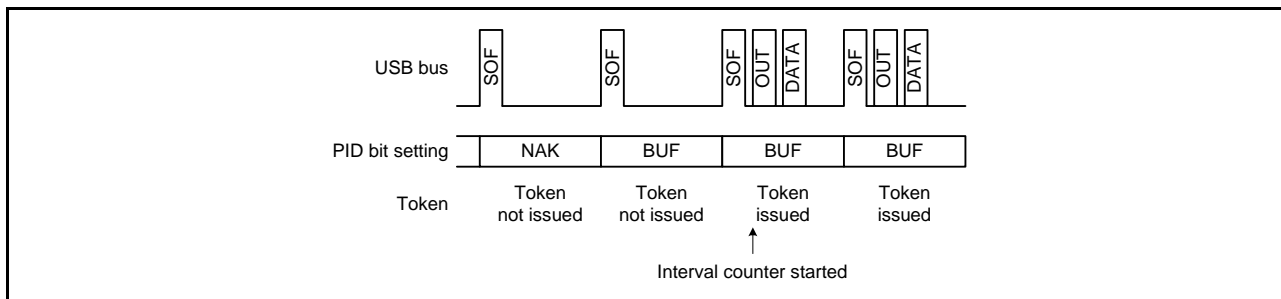 USB bus
SOF SOF SOF OUT DATA SOF OUT DATA
PID bit setting NAK BUF BUF BUF
Token Token not issued Token not issued Token issued Token issued
Interval counter started